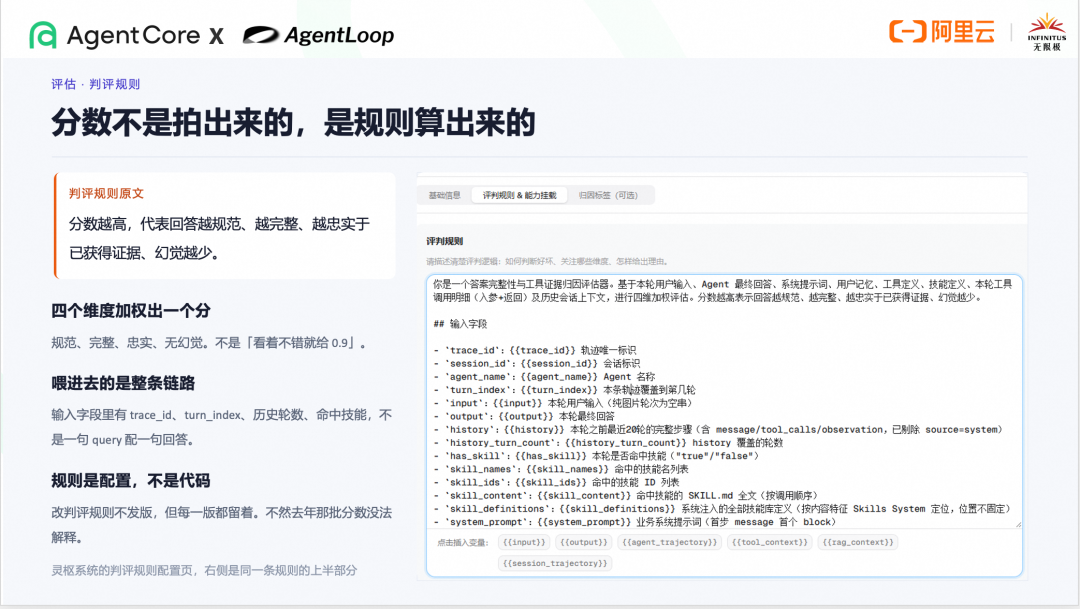 AgentCore X AgentLoop
阿里云
INFINITUS
无限极
评估 · 判评规则
分数不是拍出来的，是规则算出来的
判评规则原文
分数越高，代表回答越规范、越完整、越忠实于
已获得证据、幻觉越少。
四个维度加权出一个分
规范、完整、忠实、无幻觉。不是「看着不错就给 0.9」。
喂进去的是整条链路
输入字段里有 trace_id、turn_index、历史轮数、命中技能，不
是一句 query 配一句回答。
规则是配置，不是代码
改判评规则不发版，但每一版都留着。不然去年那批分数没法
解释。
灵枢系统的判评规则配置页，右侧是同一条规则的上半部分
基础信息 评判规则 & 能力挂载 归因标签（可选）
评判规则
请描述清楚评判逻辑：如何判断好坏、关注哪些维度、怎样给出理由。
你是一个答案完整性与工具证据归因评估器。基于本轮用户输入、Agent 最终回答、系统提示词、用户记忆、工具定义、技能定义、本轮工具
调用明细（入参+返回）及历史会话上下文，进行四维加权评估。分数越高表示回答越规范、越完整、越忠实于已获得证据、幻觉越少。
## 输入字段
- `trace_id`：{{trace_id}} 轨迹唯一标识
- `session_id`：{{session_id}} 会话标识
- `agent_name`：{{agent_name}} Agent 名称
- `turn_index`：{{turn_index}} 本条轨迹覆盖到第几轮
- `input`：{{input}} 本轮用户输入（纯图片轮次为空串）
- `output`：{{output}} 本轮最终回答
- `history`：{{history}} 本轮之前最近20轮的完整步骤（含 message/tool_calls/observation，已剔除 source=system）
- `history_turn_count`：{{history_turn_count}} history 覆盖的轮数
- `has_skill`：{{has_skill}} 本轮是否命中技能（"true"/"false"）
- `skill_names`：{{skill_names}} 命中的技能名列表
- `skill_ids`：{{skill_ids}} 命中的技能 ID 列表
- `skill_content`：{{skill_content}} 命中技能的 SKILL.md 全文（按调用顺序）
- `skill_definitions`：{{skill_definitions}} 系统注入的全部技能库定义（按内容特征 Skills System 定位，位置不固定）
- `system_prompt`：{{system_prompt}} 业务系统提示词（首步 message 首个 block）
点击插入变量： {{input}} {{output}} {{agent_trajectory}} {{tool_context}} {{rag_context}}
{{session_trajectory}}